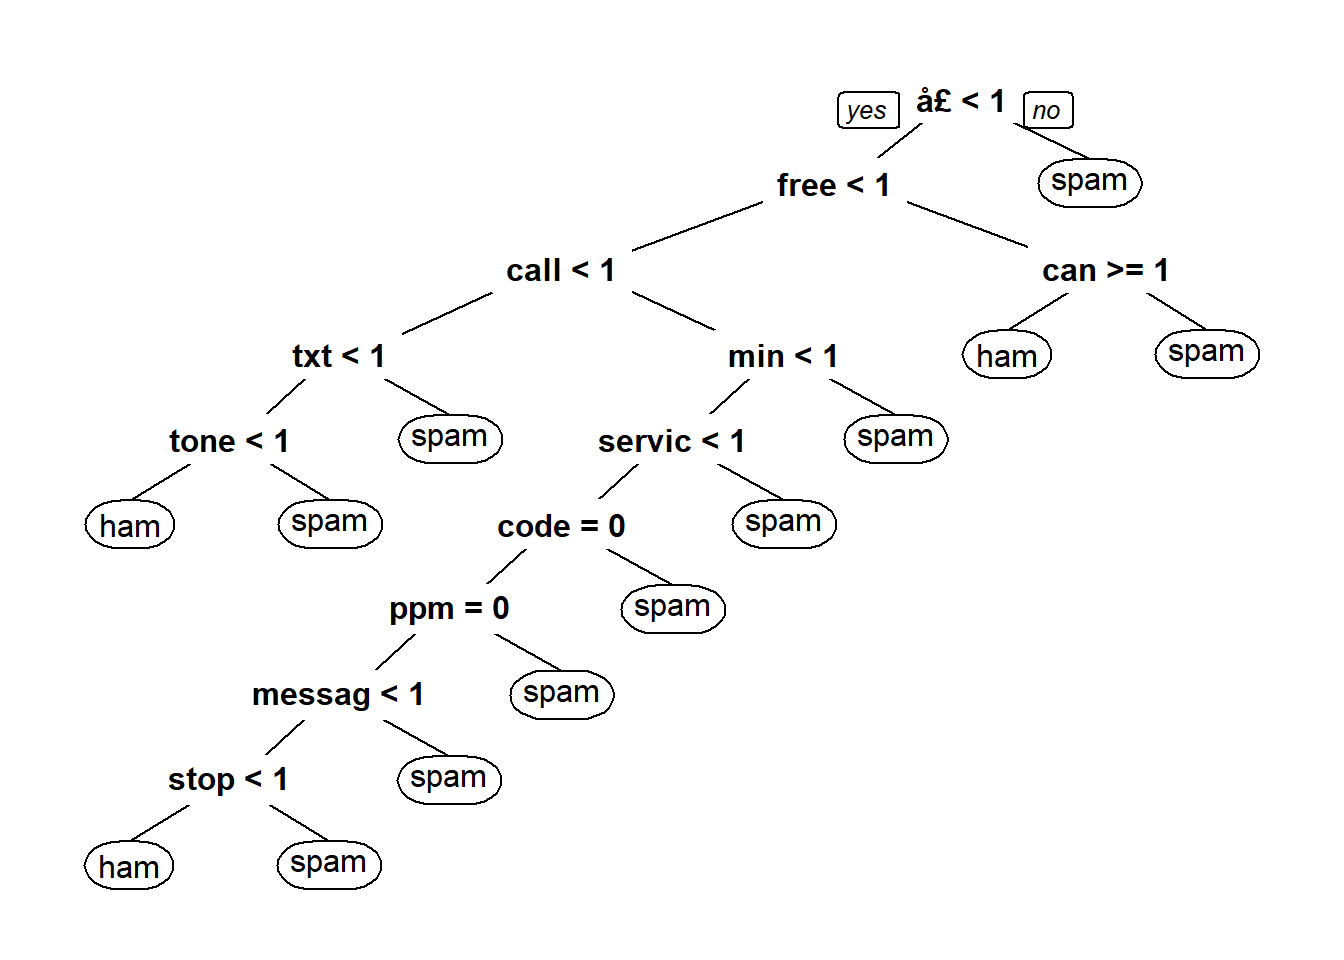 yes å£ < 1 no
free < 1 spam
call < 1 can >= 1
txt < 1 min < 1 ham spam
tone < 1 spam servic < 1 spam
ham spam code = 0 spam
ppm = 0 spam
messag < 1 spam
stop < 1 spam
ham spam